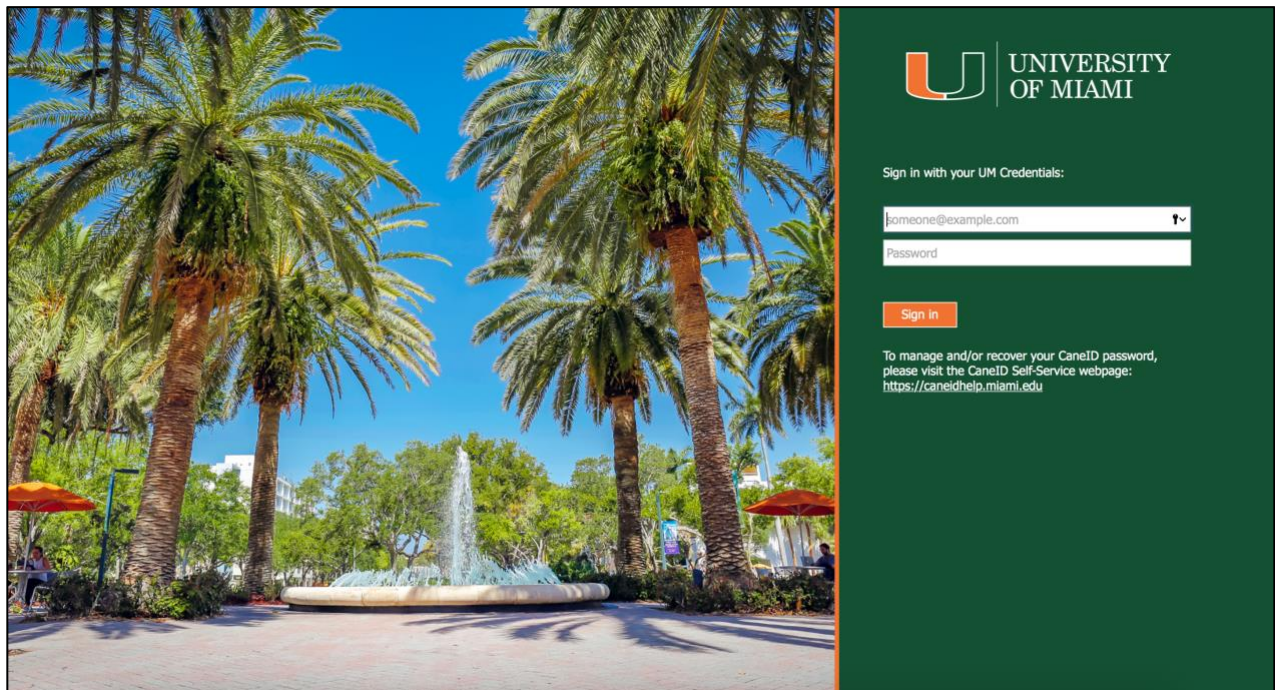 UNIVERSITY
OF MIAMI
Sign in with your UM Credentials:
someone@example.com
Password
Sign in
To manage and/or recover your CaneID password,
please visit the CaneID Self-Service webpage:
https://caneidhelp.miami.edu